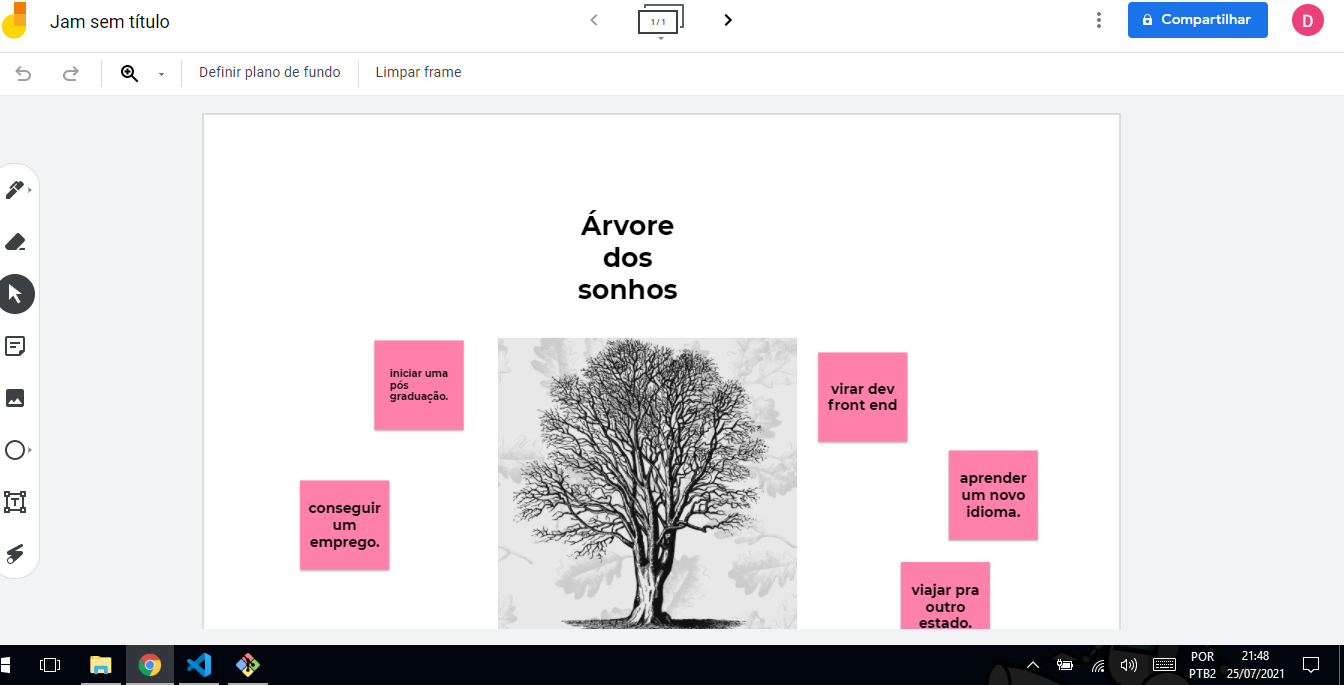 Jam sem título
1/1
Compartilhar
D
Definir plano de fundo
Limpar frame
Árvore
dos
sonhos
iniciar uma
pós
graduação.
virar dev
front end
aprender
um novo
idioma.
conseguir
um
emprego.
viajar pra
outro
estado.
POR
PTB2
21:48
25/07/2021